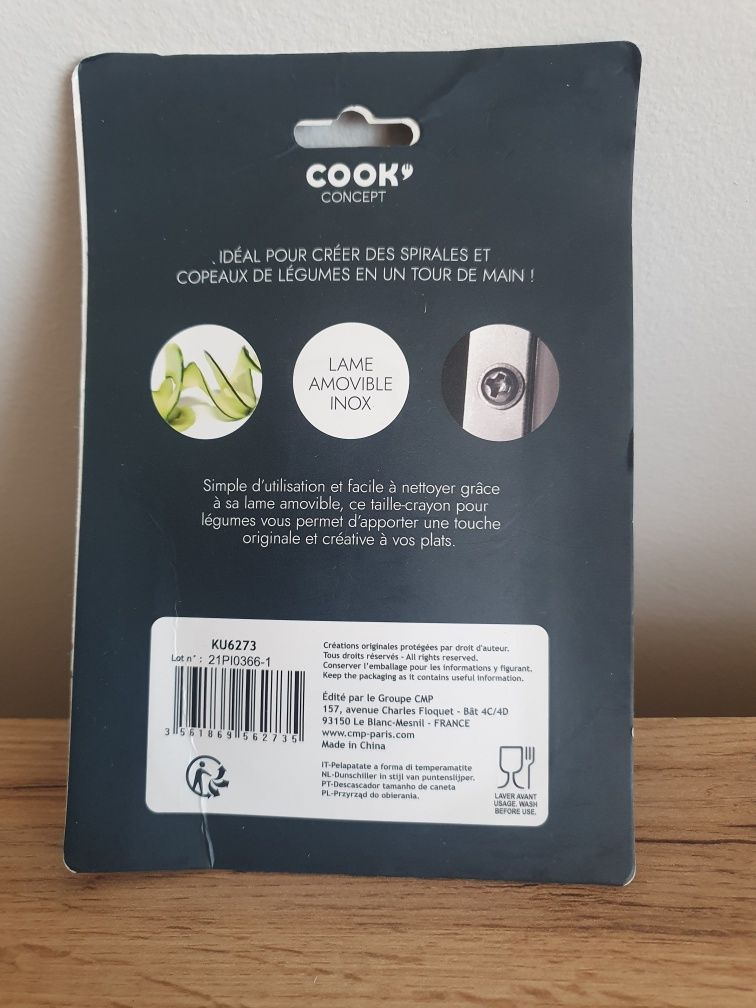 COOK
CONCEPT
IDÉAL POUR CRÉER DES SPIRALES ET
COPEAUX DE LÉGUMES EN UN TOUR DE MAIN !
LAME
AMOVIBLE
INOX
Simple d'utilisation et facile à nettoyer grâce
à sa lame amovible, ce taille-crayon pour
légumes vous permet d'apporter une touche
originale et créative à vos plats.
KU6273
Lot n° : 21PI0366-1
3 561869 562735
Créations originales protégées par droit d'auteur.
Tous droits réservés - All rights reserved.
Conserver l'emballage pour les informations y figurant.
Keep the packaging as it contains useful information.
Édité par le Groupe CMP
157, avenue Charles Floquet - Bât 4C/4D
93150 Le Blanc-Mesnil - FRANCE
www.cmp-paris.com
Made in China
IT-Pelapatate a forma di temperamatite
NL-Dunschiller in stijl van puntenslijper.
PT-Descascador tamanho de caneta
PL-Przyrząd do obierania.
LAVER AVANT
USAGE. WASH
BEFORE USE.